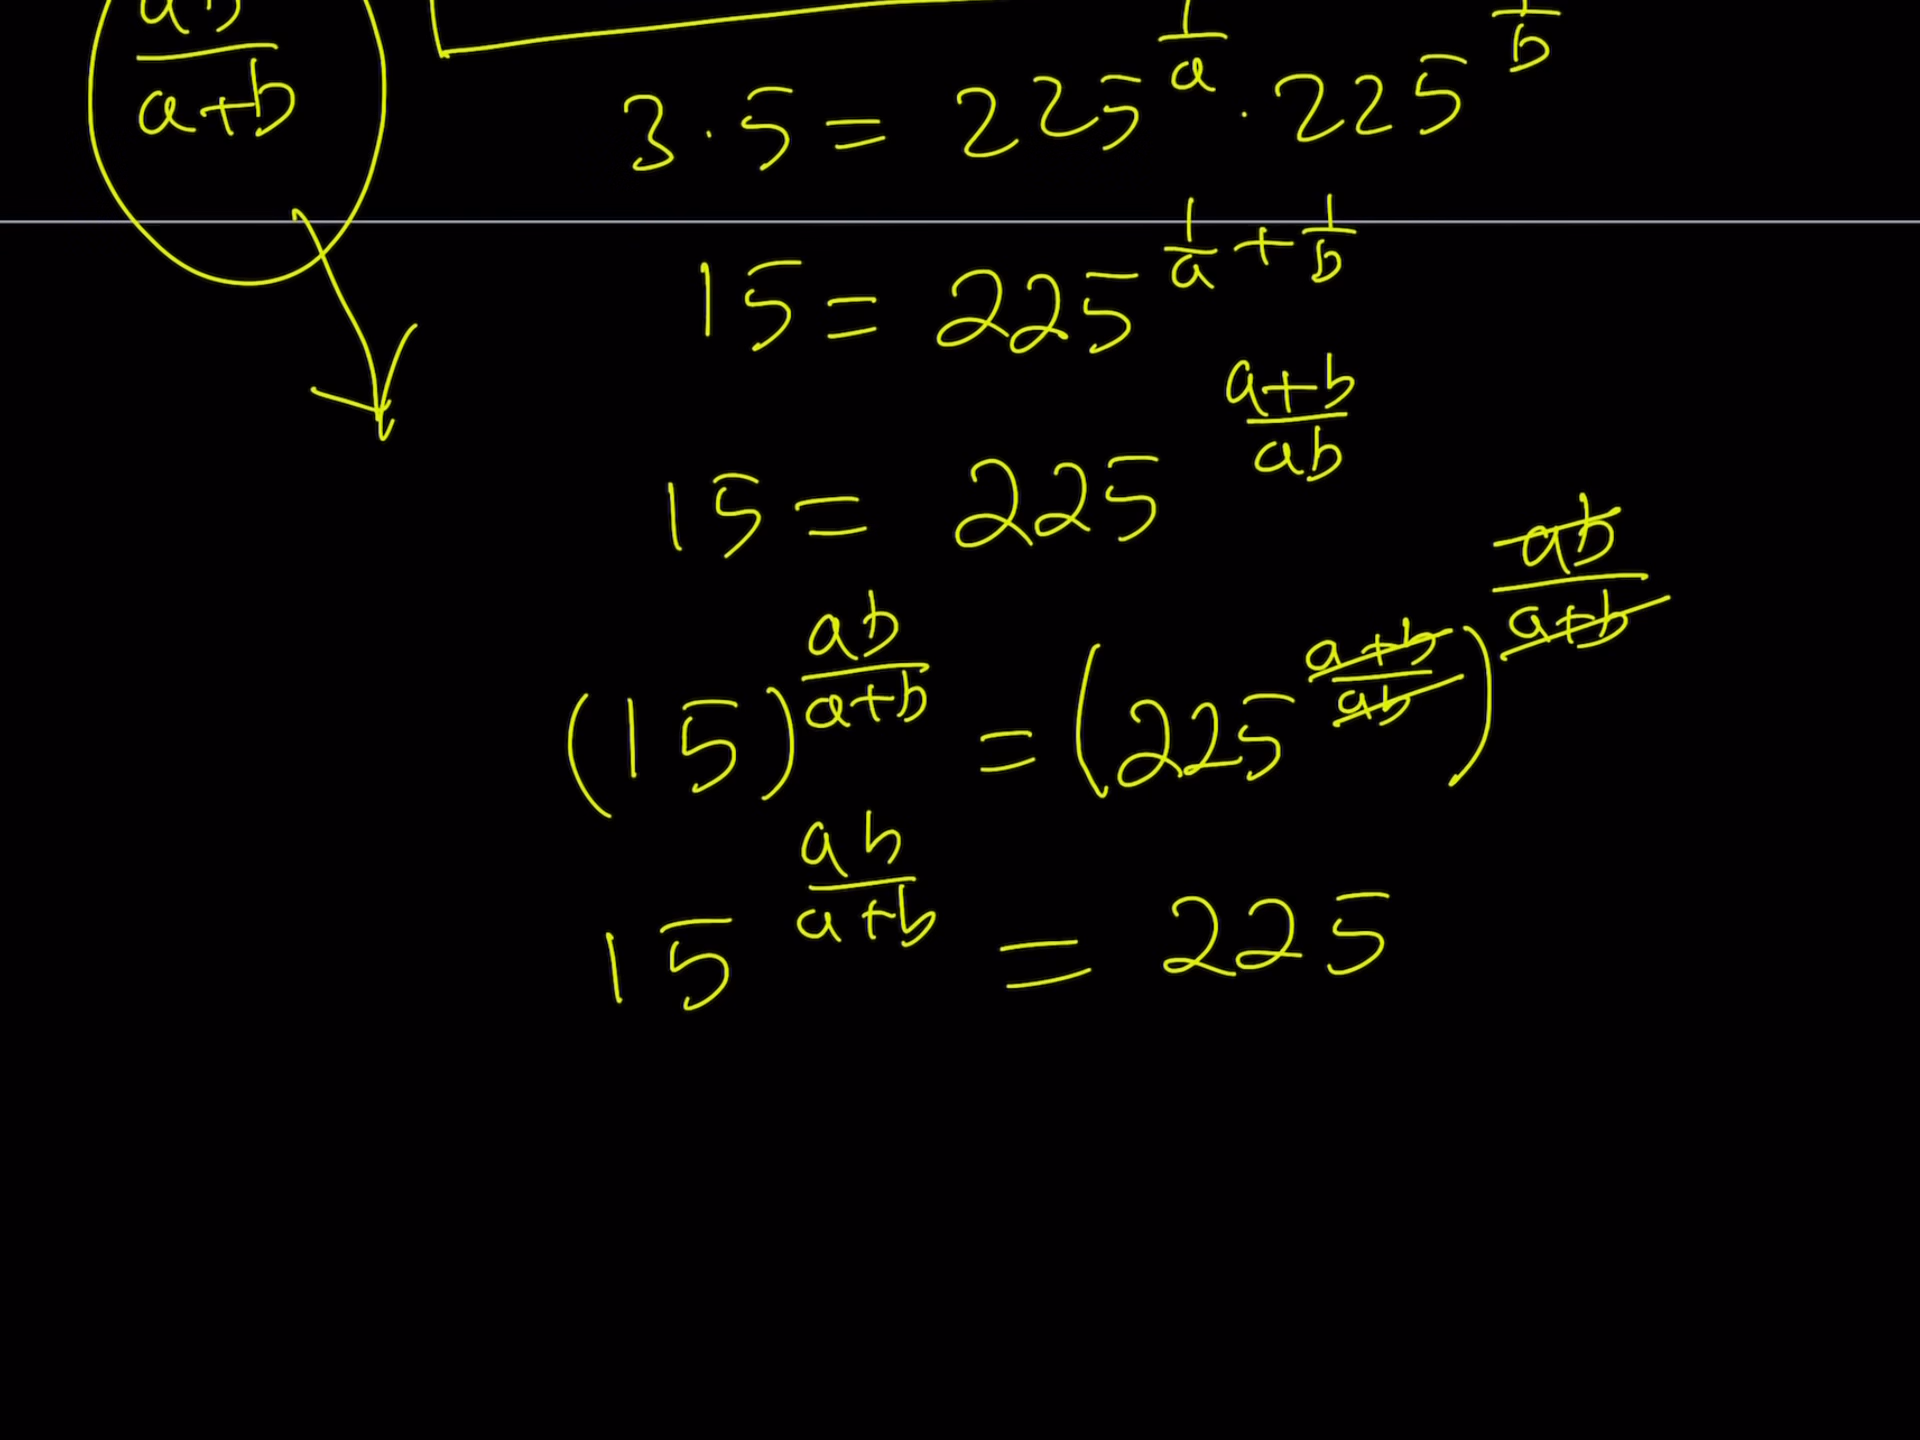 ab/(a+b)
3·5 = 225^(1/a) · 225^(1/b)
15 = 225^(1/a + 1/b)
15 = 225^((a+b)/(ab))
(15)^(ab/(a+b)) = (225^((a+b)/(ab)))^(ab/(a+b))
15^(ab/(a+b)) = 225